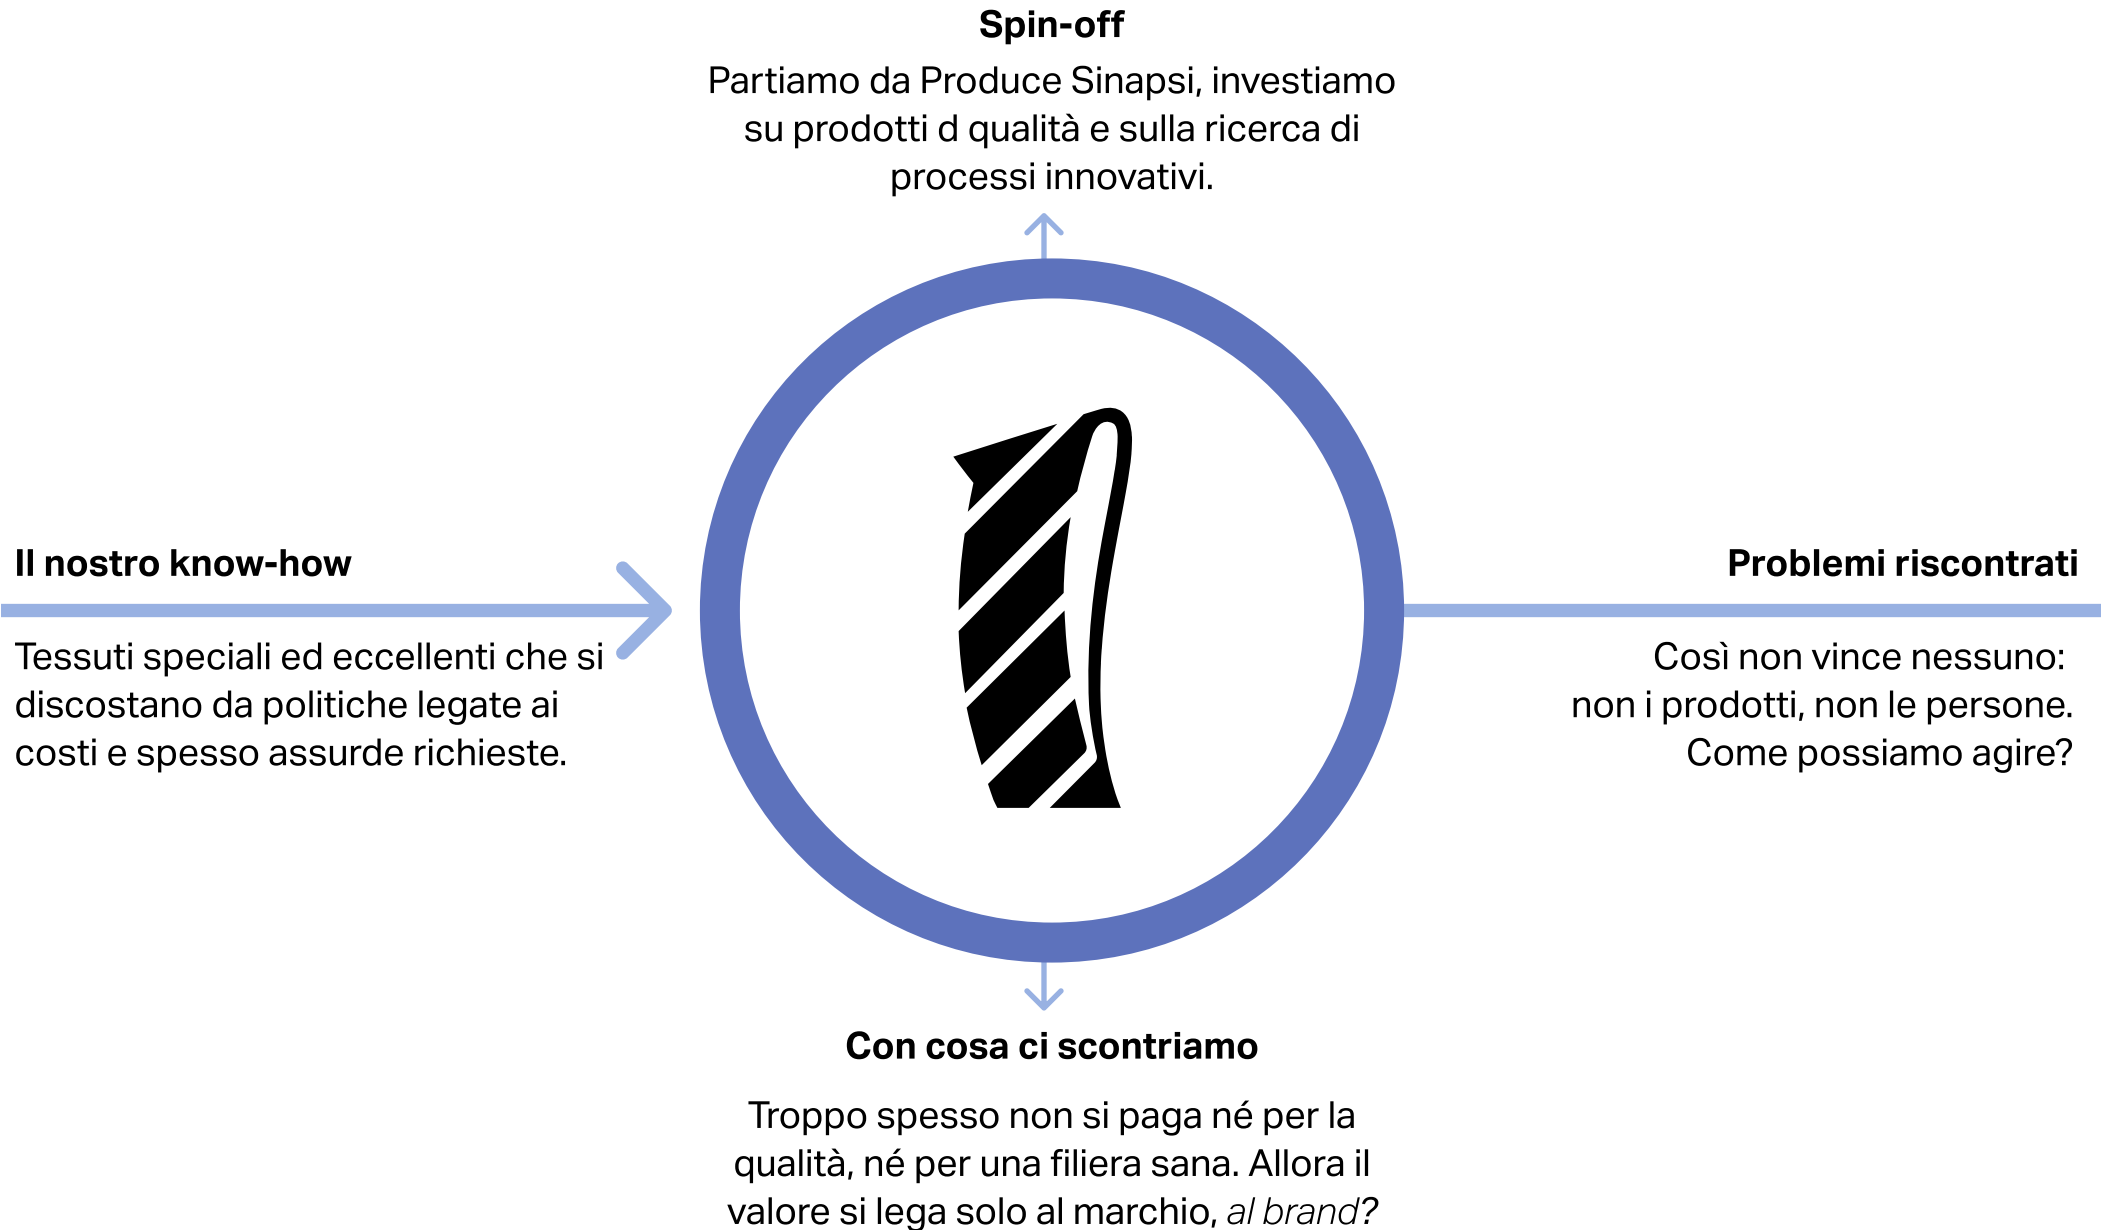 Spin-off
Partiamo da Produce Sinapsi, investiamo
su prodotti d qualità e sulla ricerca di
processi innovativi.
Il nostro know-how
Tessuti speciali ed eccellenti che si
discostano da politiche legate ai
costi e spesso assurde richieste.
Problemi riscontrati
Così non vince nessuno:
non i prodotti, non le persone.
Come possiamo agire?
Con cosa ci scontriamo
Troppo spesso non si paga né per la
qualità, né per una filiera sana. Allora il
valore si lega solo al marchio, al brand?